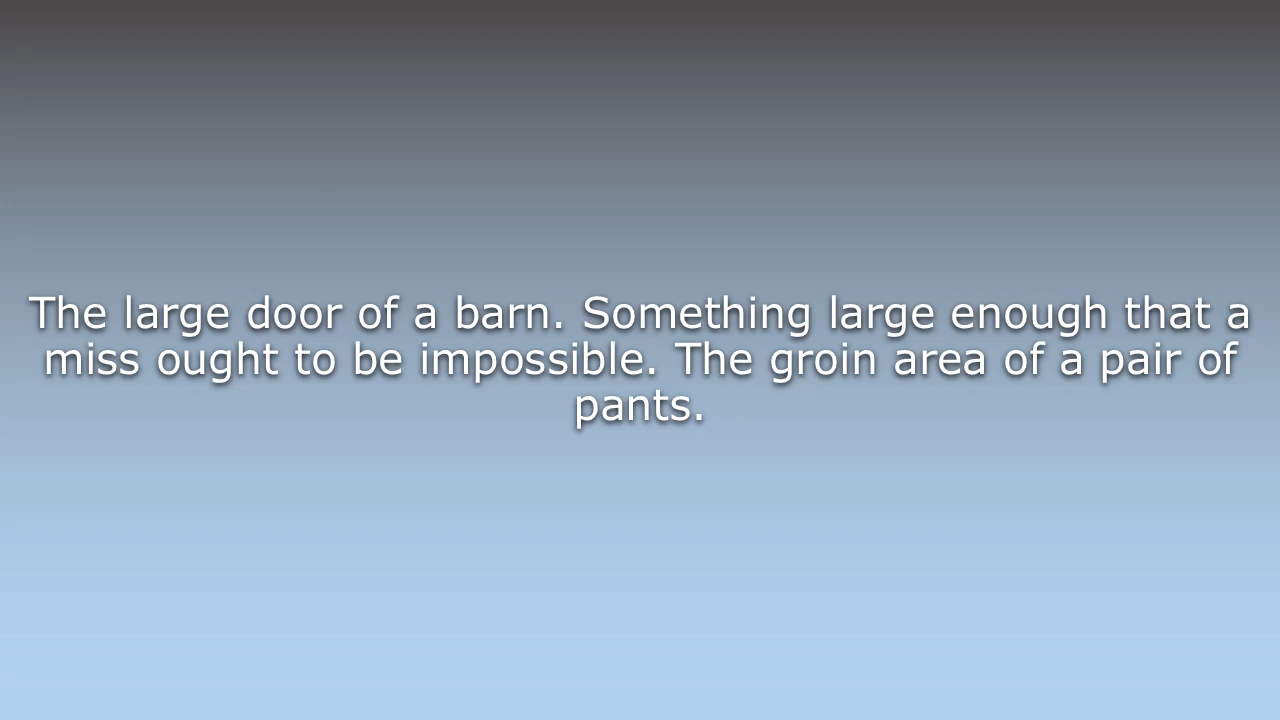 The large door of a barn. Something large enough that a
miss ought to be impossible. The groin area of a pair of
pants.